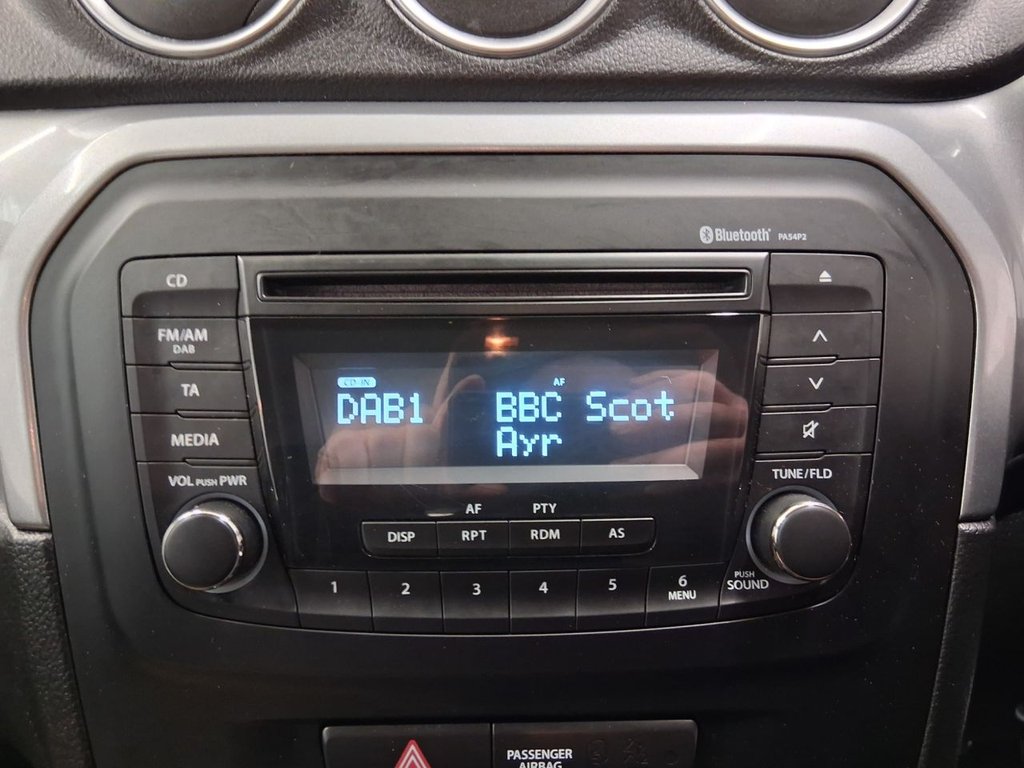 Bluetooth® PA54P2
CD
FM/AM
DAB
TA
MEDIA
VOL PUSH PWR
CD IN
AF
DAB1 BBC Scot
Ayr
TUNE/FLD
AF PTY
DISP RPT RDM AS
1 2 3 4 5 6
MENU
PUSH
SOUND
PASSENGER
AIRBAG